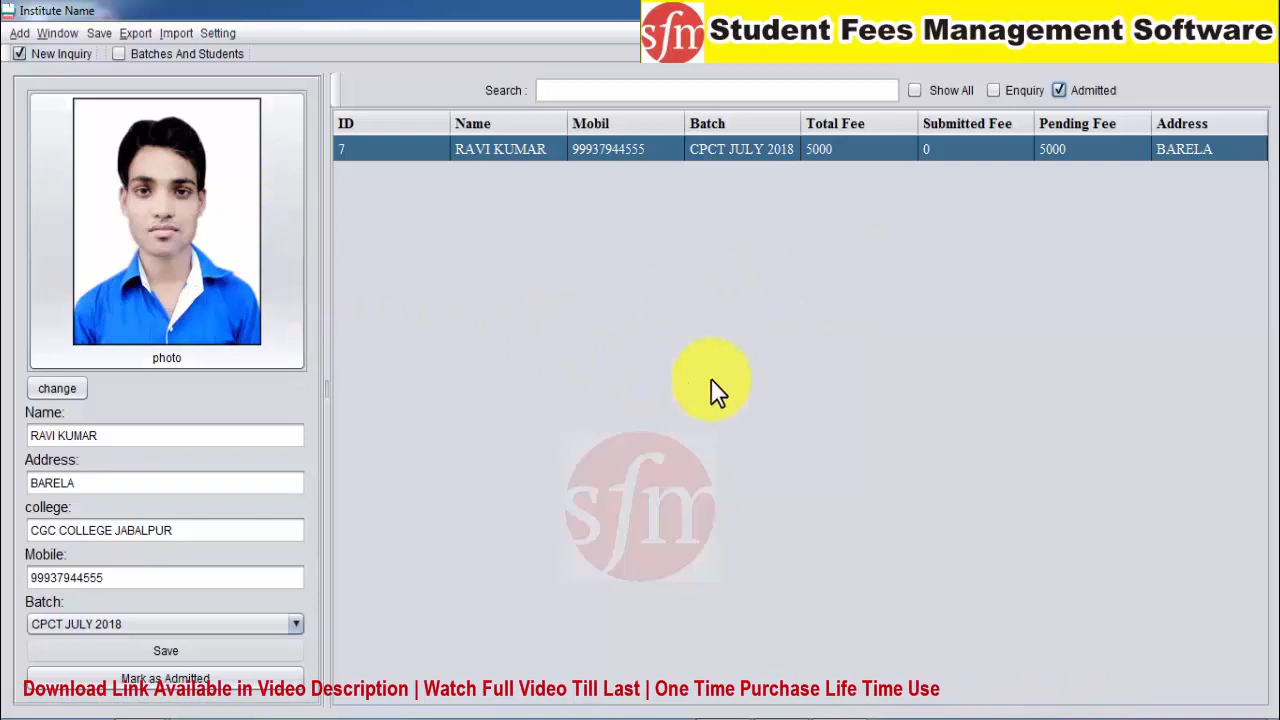 Institute Name
Add Window Save Export Import Setting
sfm Student Fees Management Software
New Inquiry Batches And Students
Search : Show All Enquiry Admitted
ID Name Mobil Batch Total Fee Submitted Fee Pending Fee Address
7 RAVI KUMAR 99937944555 CPCT JULY 2018 5000 0 5000 BARELA
photo
change
Name:
RAVI KUMAR
Address:
BARELA
college:
CGC COLLEGE JABALPUR
Mobile:
99937944555
Batch:
CPCT JULY 2018
Save
Mark as Admitted
sfm
Download Link Available in Video Description | Watch Full Video Till Last | One Time Purchase Life Time Use